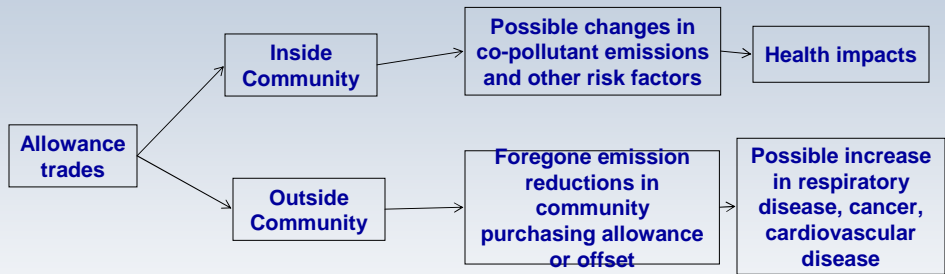 Inside
Community
Possible changes in
co-pollutant emissions
and other risk factors
Health impacts
Allowance
trades
Outside
Community
Foregone emission
reductions in
community
purchasing allowance
or offset
Possible increase
in respiratory
disease, cancer,
cardiovascular
disease